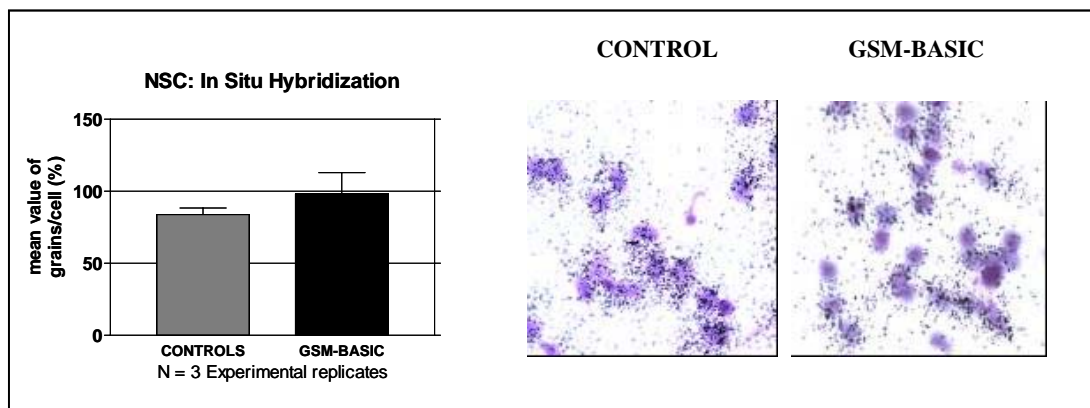 CONTROL
GSM-BASIC
NSC: In Situ Hybridization
mean value of
grains/cell (%)
150
100
50
0
CONTROLS
GSM-BASIC
N = 3 Experimental replicates